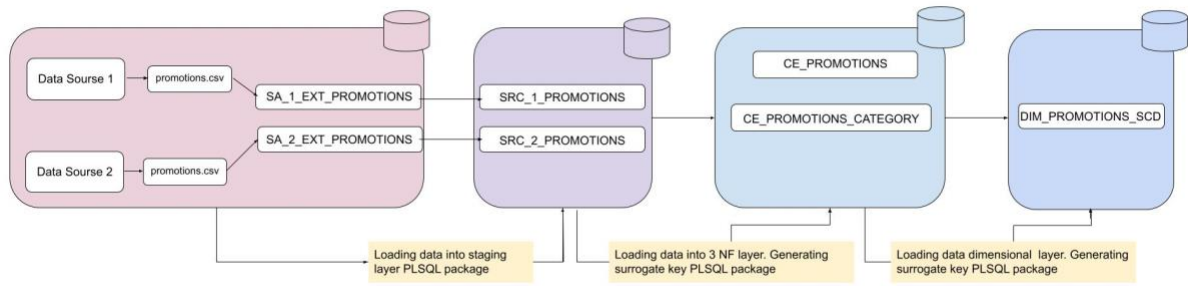 Data Sourse 1
promotions.csv
SA_1_EXT_PROMOTIONS
SA_2_EXT_PROMOTIONS
Data Sourse 2
promotions.csv
SRC_1_PROMOTIONS
SRC_2_PROMOTIONS
CE_PROMOTIONS
CE_PROMOTIONS_CATEGORY
DIM_PROMOTIONS_SCD
Loading data into staging
layer PLSQL package
Loading data into 3 NF layer. Generating
surrogate key PLSQL package
Loading data dimensional layer. Generating
surrogate key PLSQL package